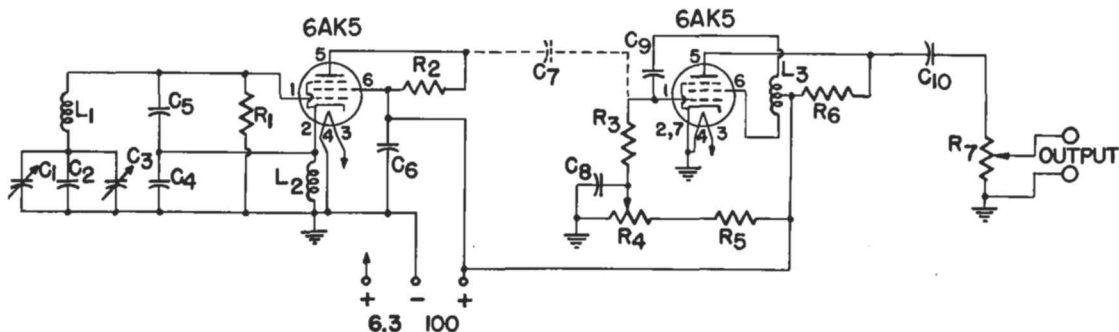 6AK5
6AK5
5
C9
5
R2
C7
6
6
L3
C10
C5
1
1
R6
R1
R3
L1
2
4
3
2,7
4
3
R7
OUTPUT
C1
C2
C3
C4
L2
C6
C8
R4
R5
+
-
+
6.3
100